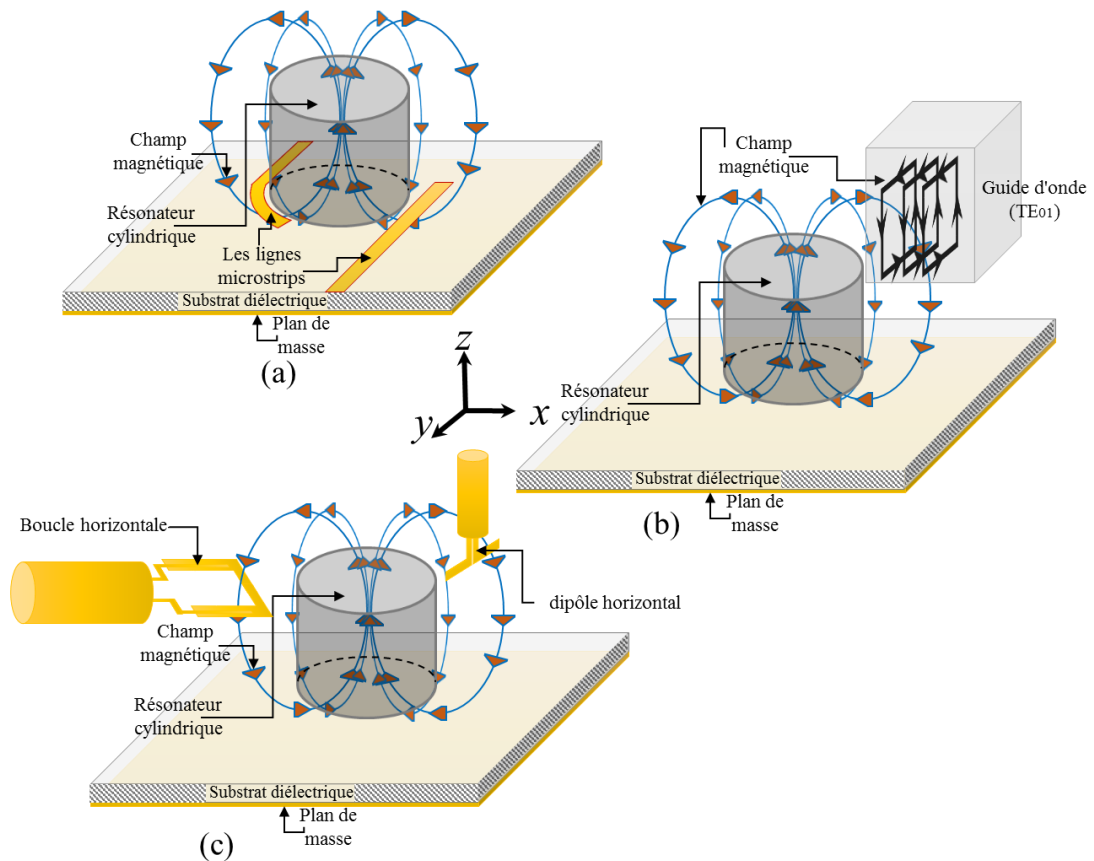 Champ
magnétique
Résonateur
cylindrique
Les lignes
microstrips
Substrat diélectrique
Plan de
masse
(a)
Champ
magnétique
Guide d'onde
(TE01)
Résonateur
cylindrique
Substrat diélectrique
Plan de
masse
(b)
z
y
x
Boucle horizontale
dipôle horizontal
Champ
magnétique
Résonateur
cylindrique
Substrat diélectrique
Plan de
masse
(c)